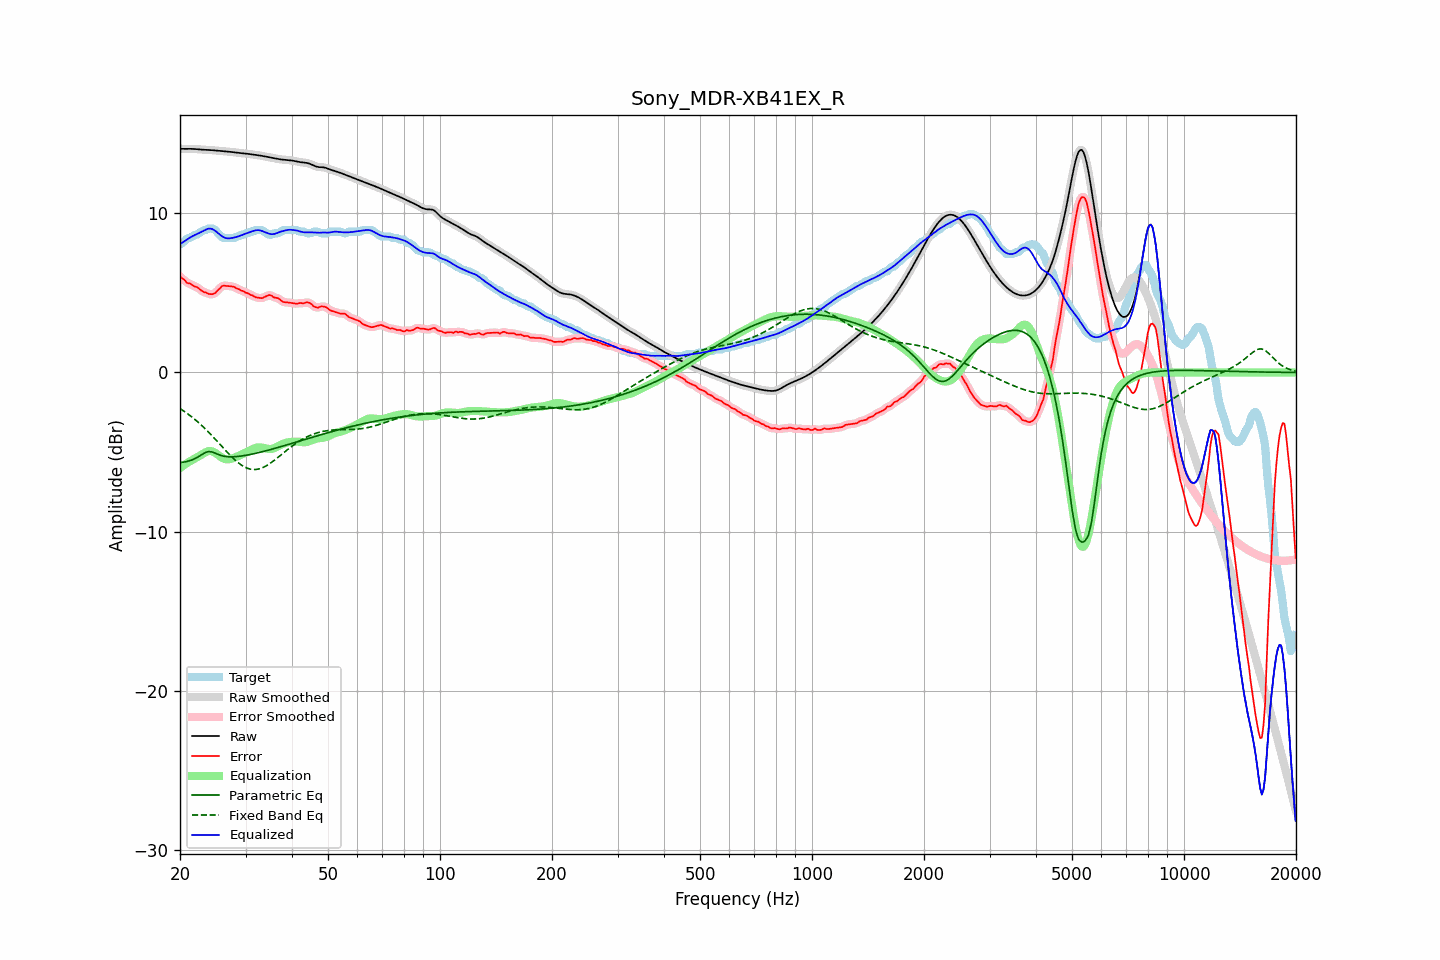 Sony_MDR-XB41EX_R
Amplitude (dBr)
10
0
−10
−20
−30
Target
Raw Smoothed
Error Smoothed
Raw
Error
Equalization
Parametric Eq
Fixed Band Eq
Equalized
20 50 100 200 500 1000 2000 5000 10000 20000
Frequency (Hz)